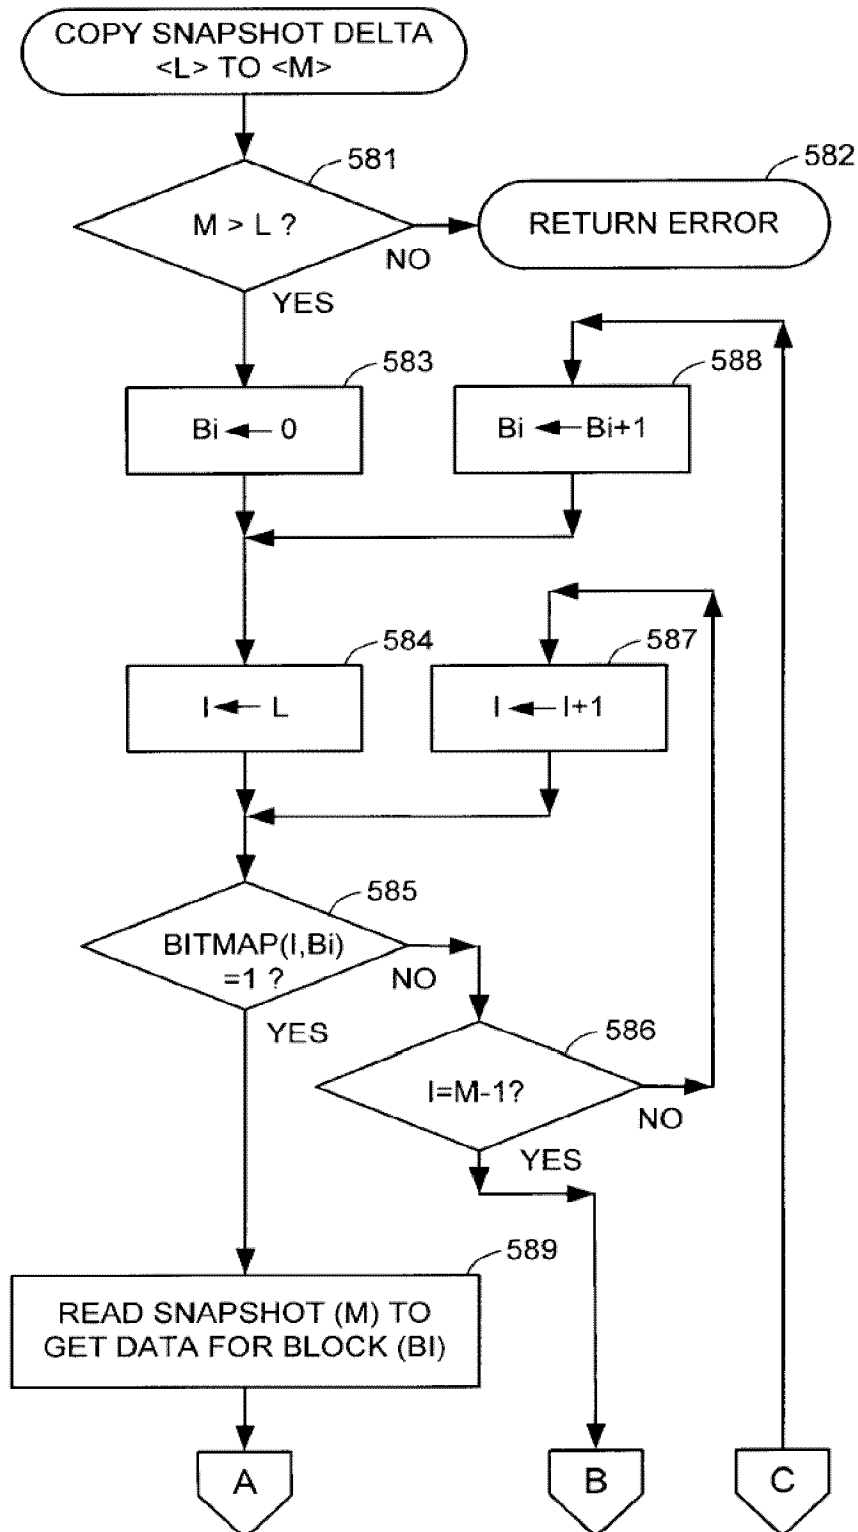 COPY SNAPSHOT DELTA
<L> TO <M>
581
M > L ?
NO
YES
582
RETURN ERROR
583
Bi ← 0
588
Bi ← Bi+1
584
I ← L
587
I ← I+1
585
BITMAP(I,Bi)
=1 ?
NO
YES
586
I=M-1?
NO
YES
589
READ SNAPSHOT (M) TO
GET DATA FOR BLOCK (BI)
A
B
C